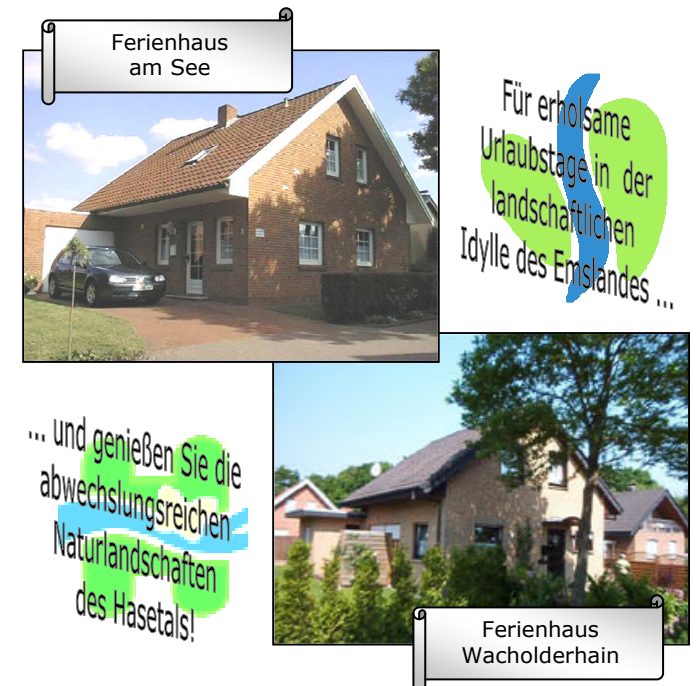 Ferienhaus
am See
Für erholsame
Urlaubstage in der
landschaftlichen
Idylle des Emslandes ...
... und genießen Sie die
abwechslungsreichen
Naturlandschaften
des Hasetals!
Ferienhaus
Wacholderhain